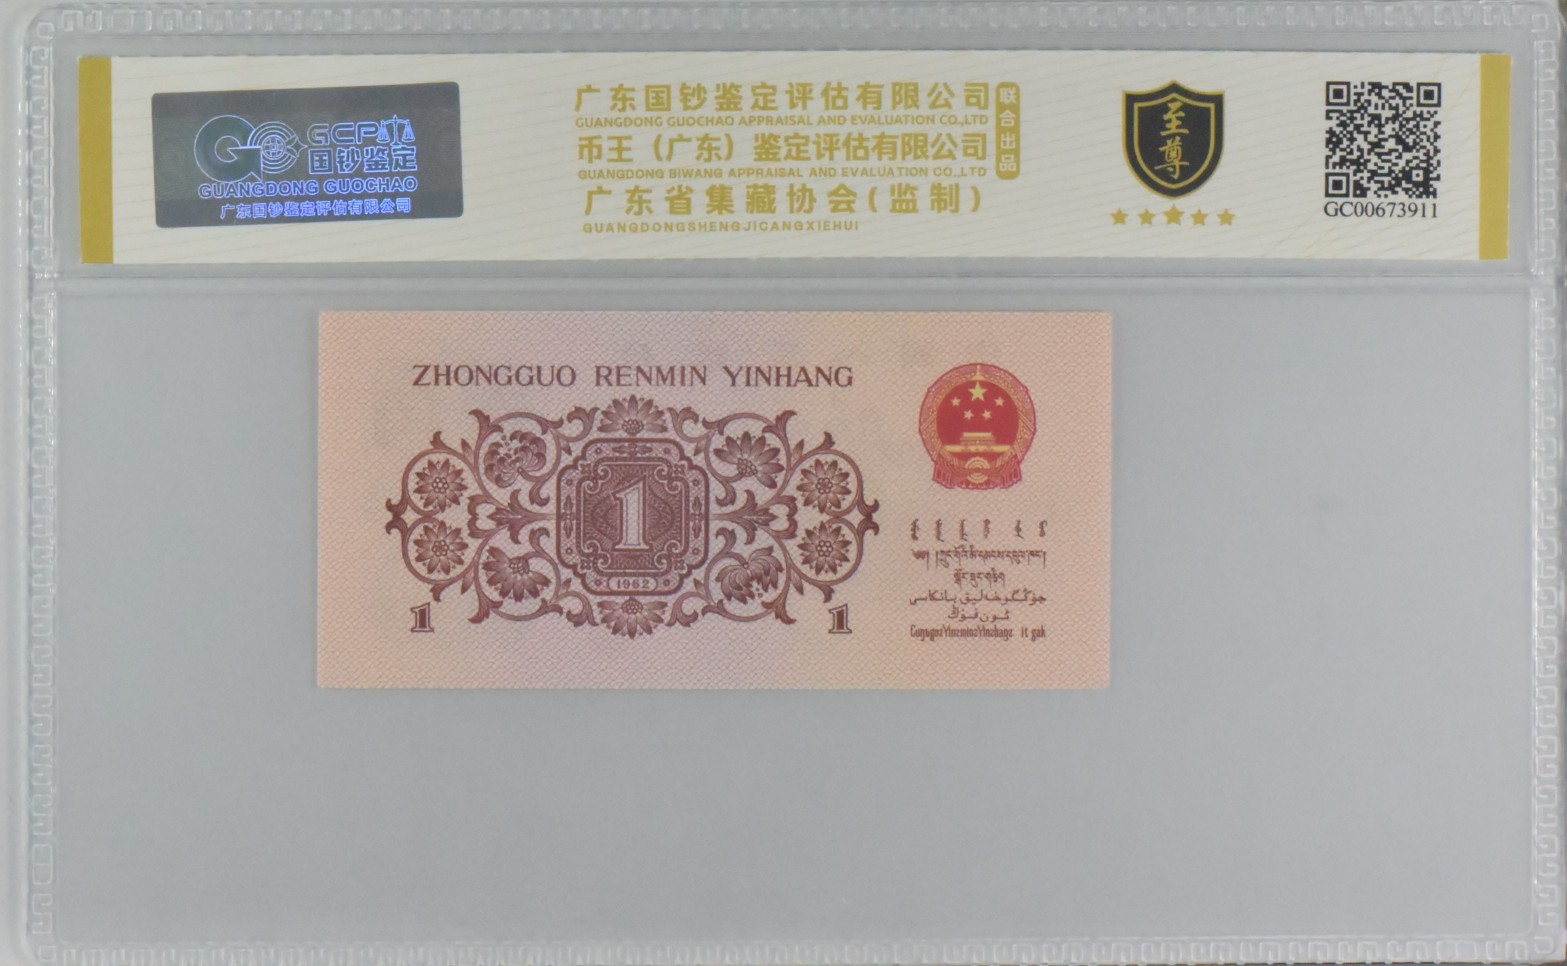 GCP
国钞鉴定
GUANGDONG GUOCHAO
广东国钞鉴定评估有限公司
广东国钞鉴定评估有限公司
GUANGDONG GUOCHAO APPRAISAL AND EVALUATION CO.,LTD
币王（广东）鉴定评估有限公司
GUANGDONG BIWANG APPRAISAL AND EVALUATION CO.,LTD
联合出品
广东省集藏协会(监制)
GUANGDONGSHENGJICANGXIEHUI
至尊
GC00673911
ZHONGGUO RENMIN YINHANG
1
(1962)
1
1
جۇڭگو خەلىق بانكاسى